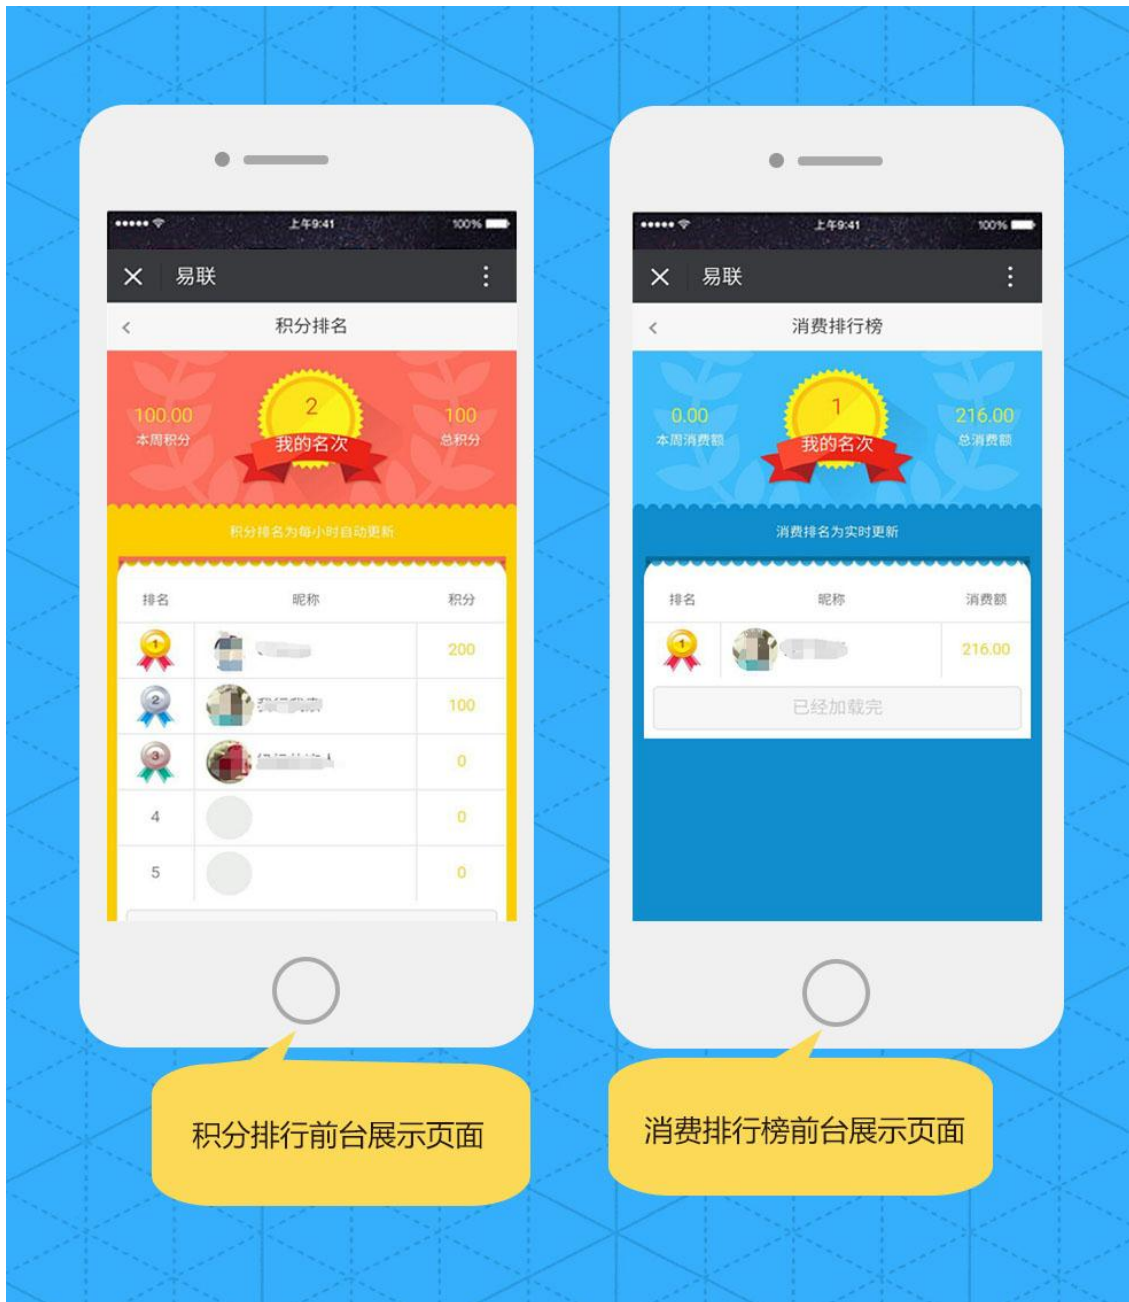 上午9:41
100%
易联
积分排名
100.00
本周积分
2
我的名次
100
总积分
积分排名为每小时自动更新
排名 昵称 积分
1 200
2 100
3 0
4 0
5 0
积分排行前台展示页面
上午9:41
100%
易联
消费排行榜
0.00
本周消费额
1
我的名次
216.00
总消费额
消费排名为实时更新
排名 昵称 消费额
1 216.00
已经加载完
消费排行榜前台展示页面